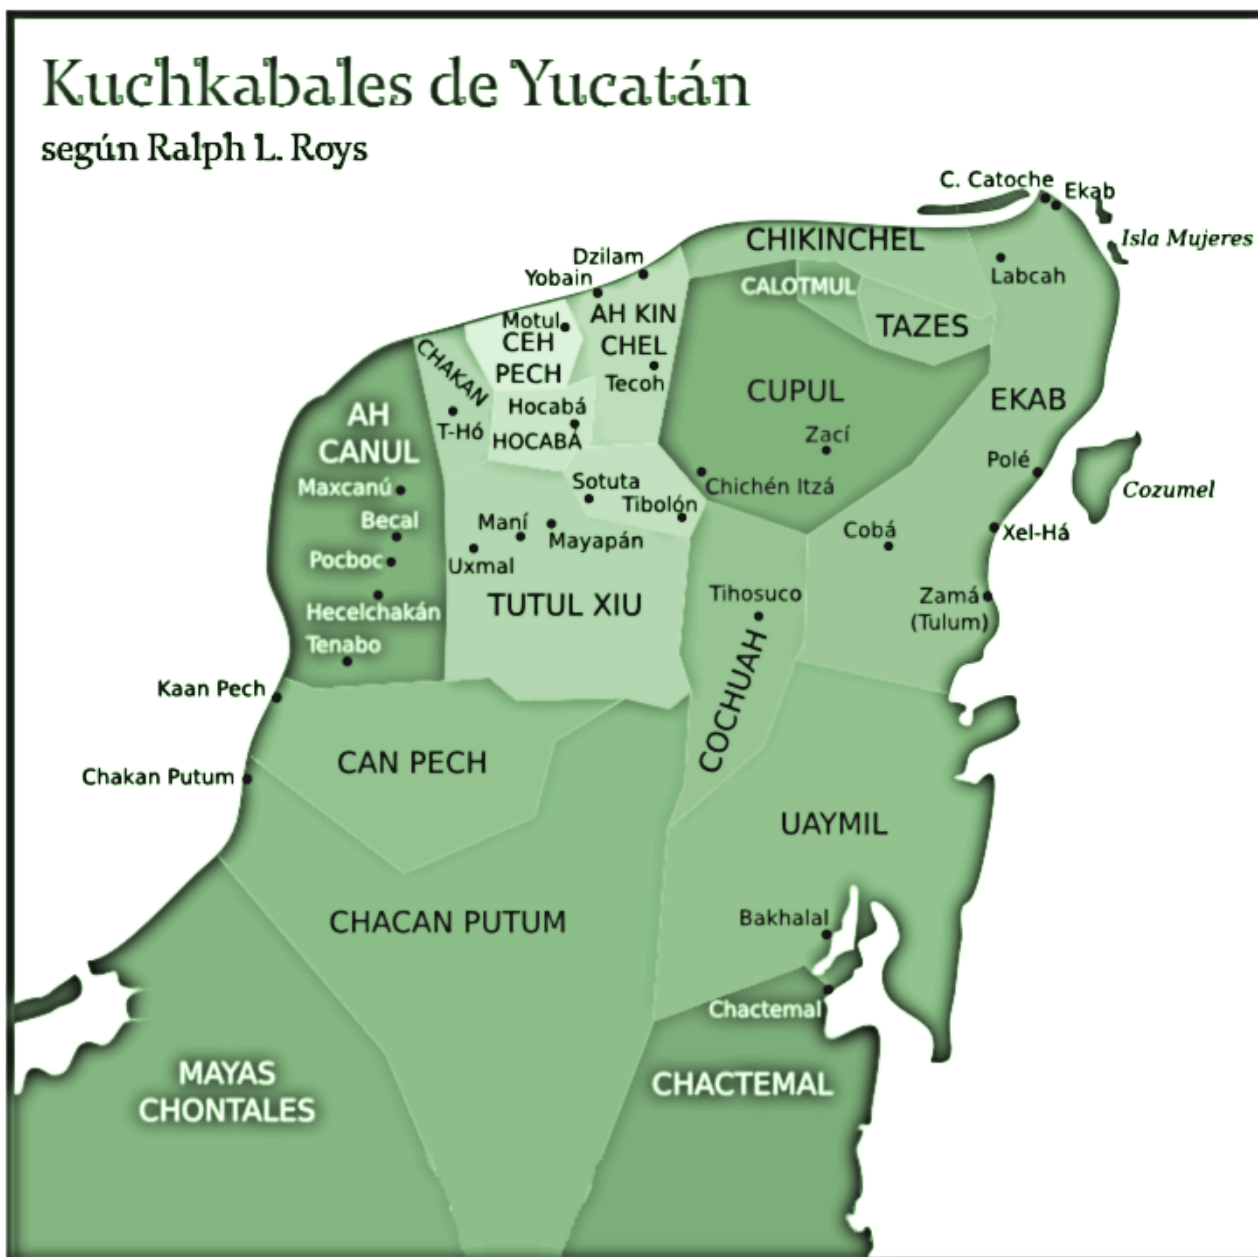 Kuchkabales de Yucatán
según Ralph L. Roys
C. Catoche
Ekab
Isla Mujeres
CHIKINCHEL
Dzilam
Labcah
Yobain
CALOTMUL
AH KIN
CHEL
Motul
CEH
PECH
TAZES
CHAKAN
Tecoh
CUPUL
EKAB
Hocabá
AH
CANUL
T-Hó
HOCABÁ
Zací
Polé
Maxcanú
Sotuta
Chichén Itzá
Cozumel
Tibolón
Becal
Maní
Mayapán
Cobá
Xel-Há
Pocboc
Uxmal
Hecelchakán
TUTUL XIU
Tihosuco
Zamá
(Tulum)
Tenabo
Kaan Pech
COCHUAH
CAN PECH
Chakan Putum
UAYMIL
CHACAN PUTUM
Bakhalal
Chactemal
MAYAS
CHONTALES
CHACTEMAL